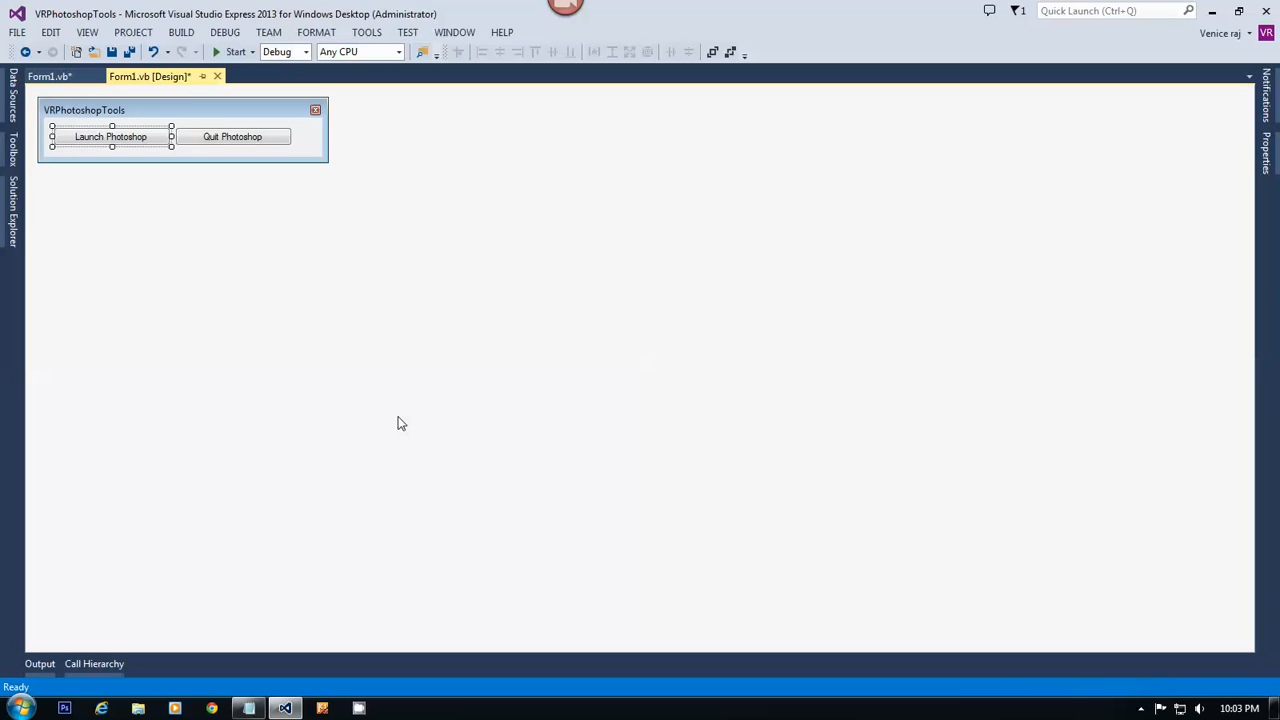 VRPhotoshopTools - Microsoft Visual Studio Express 2013 for Windows Desktop (Administrator)
1
Quick Launch (Ctrl+Q)
FILE EDIT VIEW PROJECT BUILD DEBUG TEAM FORMAT TOOLS TEST WINDOW HELP
Venice raj
VR
Start
Debug
Any CPU
Form1.vb*
Form1.vb [Design]*
Data Sources
Toolbox
Solution Explorer
VRPhotoshopTools
Launch Photoshop
Quit Photoshop
Notifications
Properties
Output
Call Hierarchy
Ready
Ps
10:03 PM